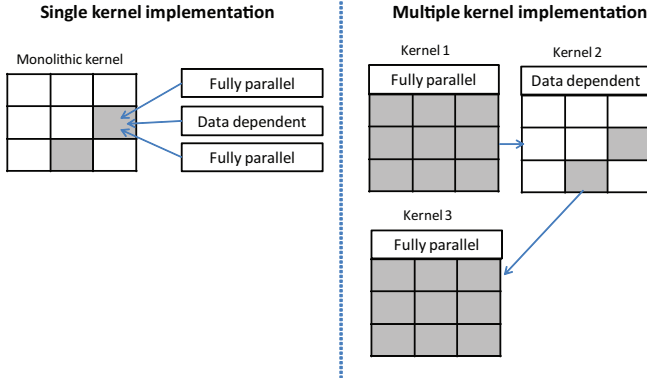 Single kernel implementation
Monolithic kernel
Fully parallel
Data dependent
Fully parallel
Multiple kernel implementation
Kernel 1
Fully parallel
Kernel 2
Data dependent
Kernel 3
Fully parallel